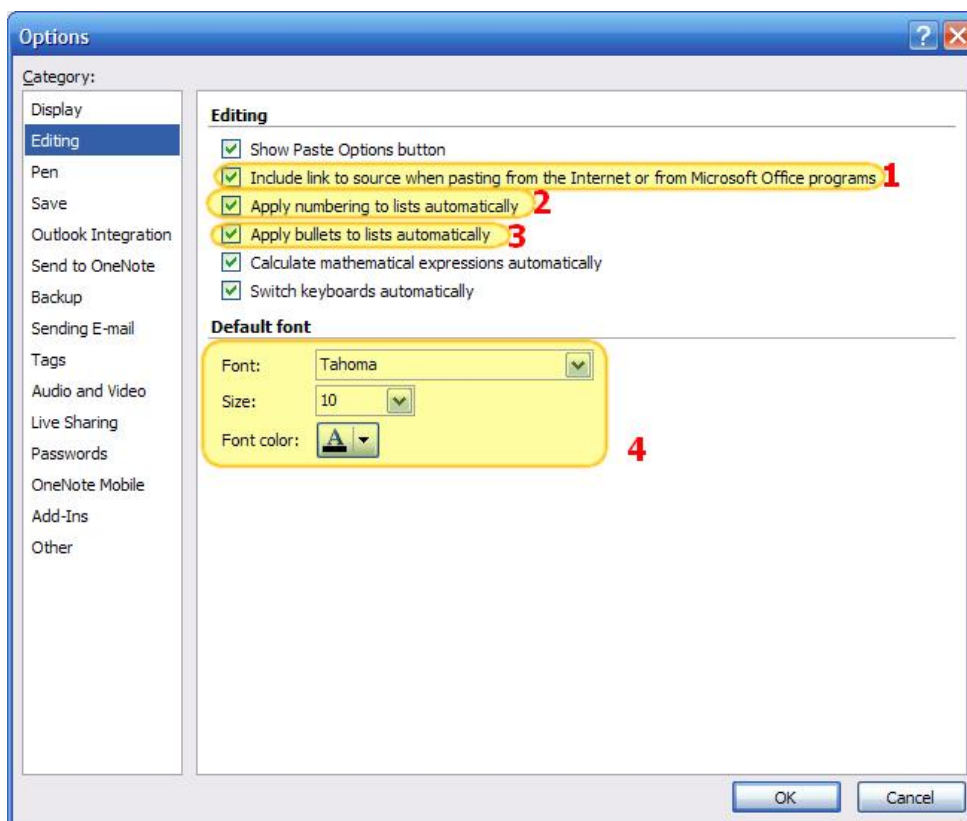 Options
Category:
Display
Editing
Pen
Save
Outlook Integration
Send to OneNote
Backup
Sending E-mail
Tags
Audio and Video
Live Sharing
Passwords
OneNote Mobile
Add-Ins
Other
Editing
Show Paste Options button
Include link to source when pasting from the Internet or from Microsoft Office programs 1
Apply numbering to lists automatically 2
Apply bullets to lists automatically 3
Calculate mathematical expressions automatically
Switch keyboards automatically
Default font
Font: Tahoma
Size: 10
Font color: A
4
OK Cancel